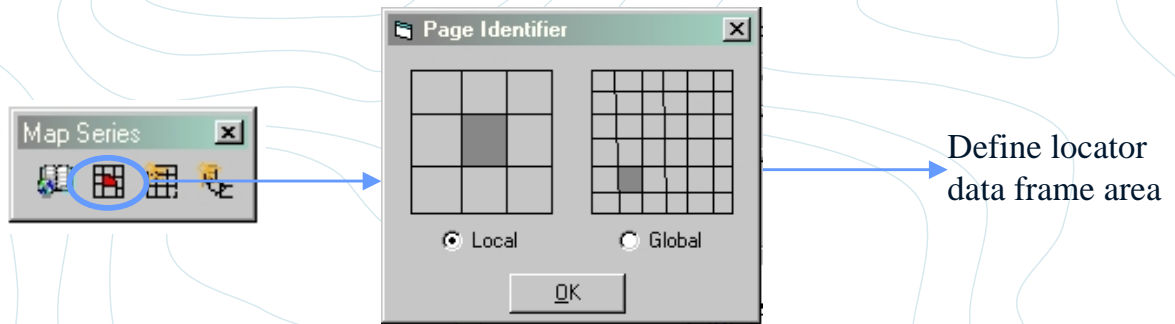 Page Identifier
Map Series
Local
Global
OK
Define locator
data frame area